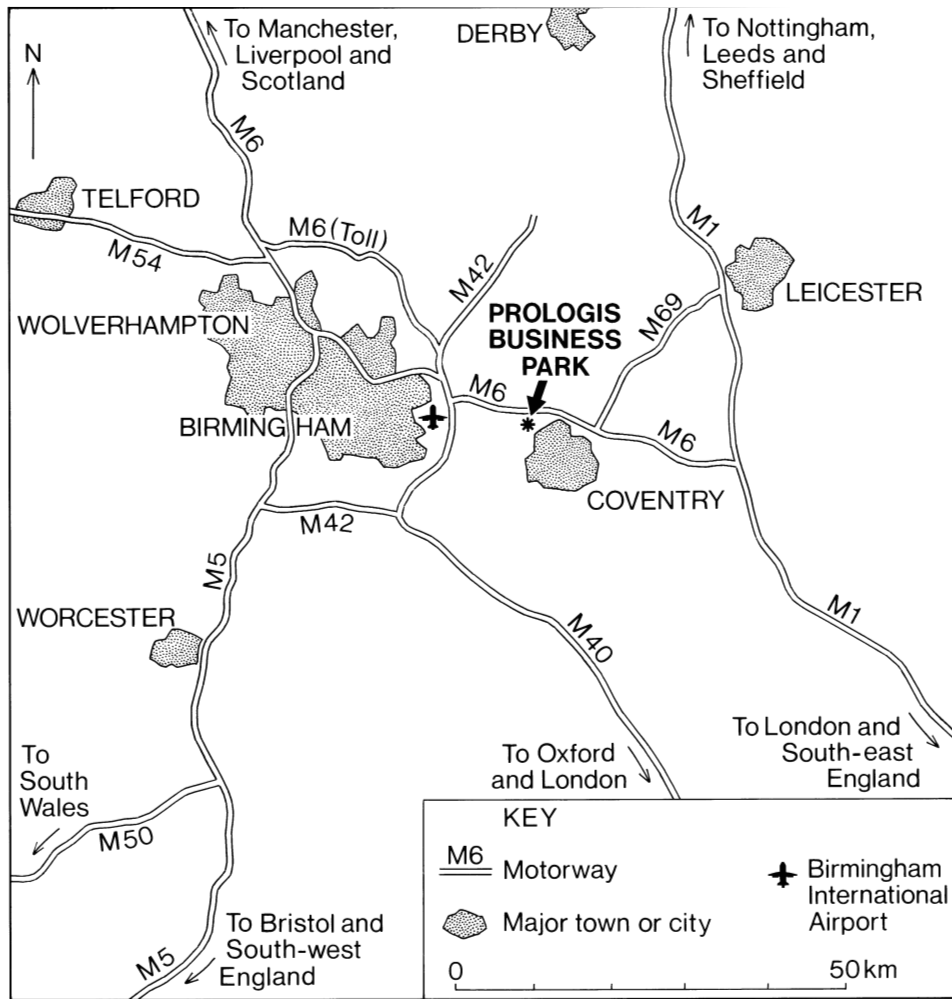 To Manchester,
Liverpool and
Scotland
DERBY
To Nottingham,
Leeds and
Sheffield
N
M6
TELFORD
M54
M6 (Toll)
M42
M1
WOLVERHAMPTON
PROLOGIS
BUSINESS
PARK
M69
LEICESTER
M6
BIRMINGHAM
M6
COVENTRY
M42
M5
WORCESTER
M40
M1
To
South
Wales
To Oxford
and London
To London and
South-east
England
M50
To Bristol and
South-west
England
M5
KEY
M6
Motorway
Birmingham
International
Airport
Major town or city
0
50 km